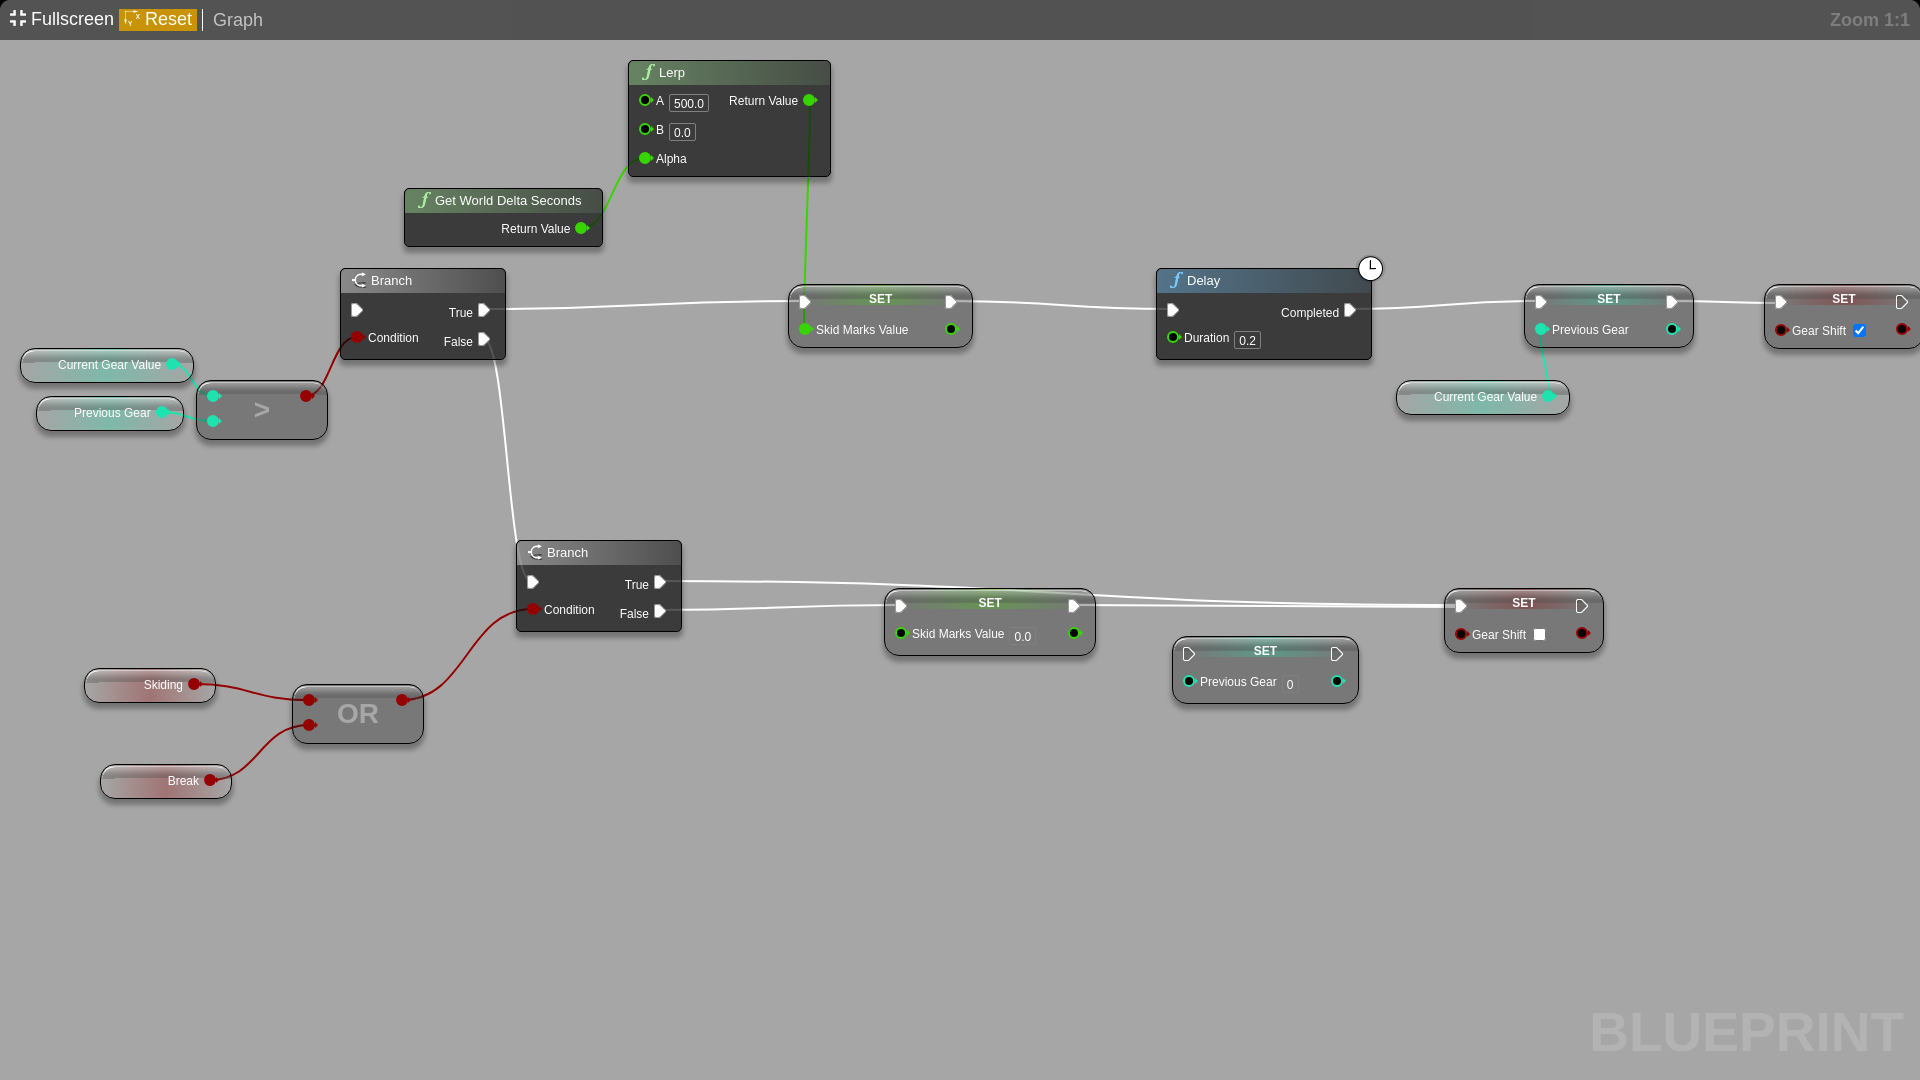 Fullscreen Reset Graph Zoom 1:1
Lerp
A 500.0 Return Value
B 0.0
Alpha
Get World Delta Seconds
Return Value
Branch
True
Condition
False
SET
Skid Marks Value
Delay
Completed
Duration 0.2
SET
Previous Gear
SET
Gear Shift
Current Gear Value
Previous Gear
>
Current Gear Value
Branch
True
Condition
False
SET
Skid Marks Value 0.0
SET
Previous Gear 0
SET
Gear Shift
Skiding
OR
Break
BLUEPRINT